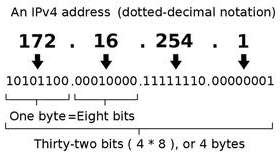 An IPv4 address (dotted-decimal notation)
172 . 16 . 254 . 1
10101100.00010000.11111110.00000001
One byte=Eight bits
Thirty-two bits ( 4 * 8 ), or 4 bytes